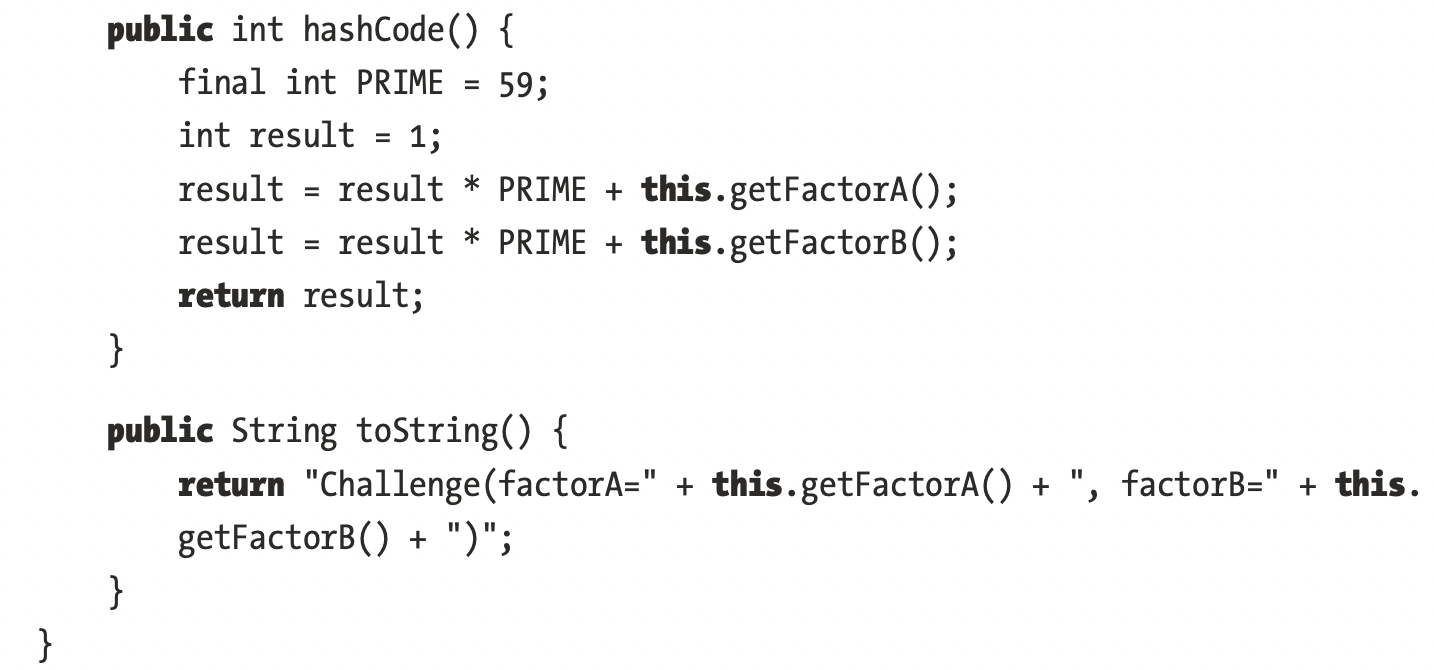 public int hashCode() {
final int PRIME = 59;
int result = 1;
result = result * PRIME + this.getFactorA();
result = result * PRIME + this.getFactorB();
return result;
}
public String toString() {
return "Challenge(factorA=" + this.getFactorA() + ", factorB=" + this.
getFactorB() + ")";
}
}